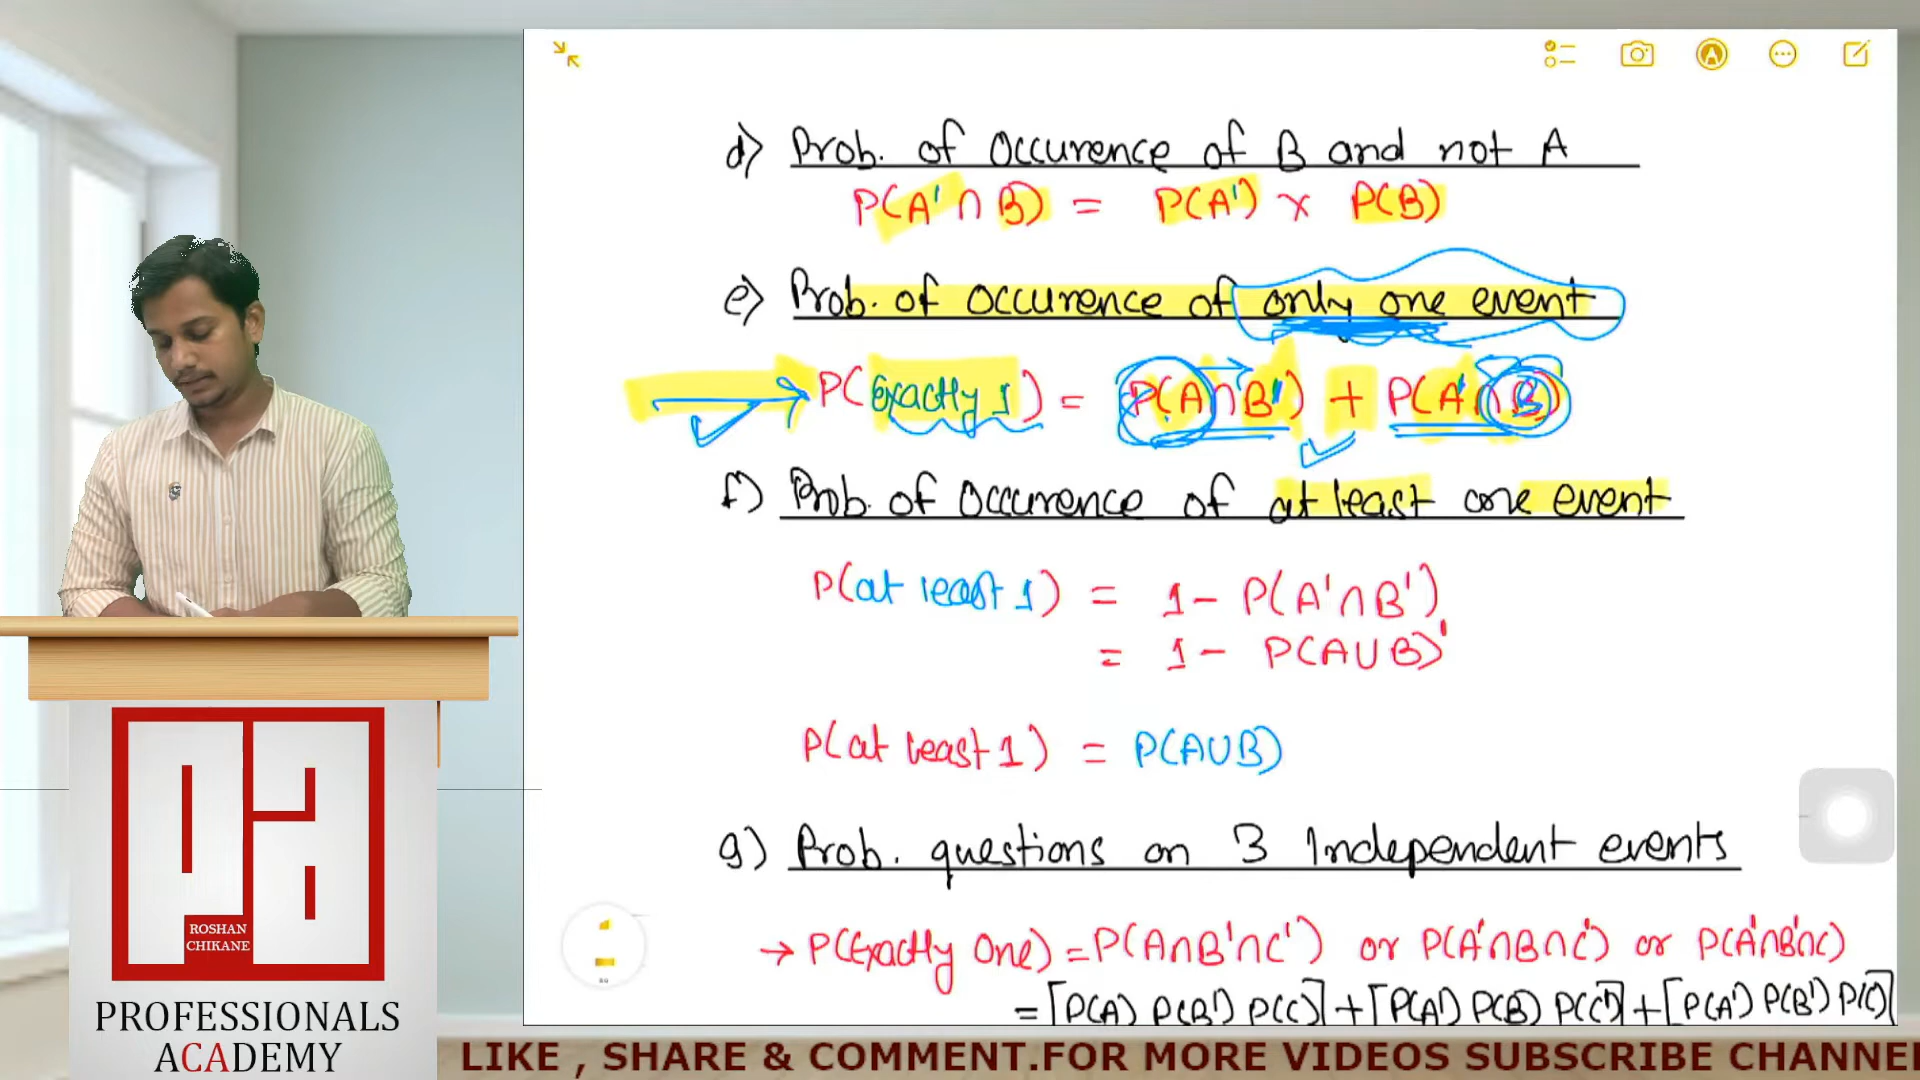 d) Prob. of Occurence of B and not A
P(A' ∩ B) = P(A') x P(B)
e) Prob. of Occurence of only one event
P(Exactly 1) = P(A∩B') + P(A'∩B)
f) Prob. of Occurence of at least one event
P(at least 1) = 1 - P(A'∩B')
= 1 - P(A∪B)'
P(at least 1) = P(A∪B)
g) Prob. questions on 3 Independent events
→ P(Exactly One) = P(A∩B'∩C') or P(A'∩B∩C') or P(A'∩B'∩C)
= [P(A) P(B') P(C')] + [P(A') P(B) P(C')] + [P(A') P(B') P(C)]
ROSHAN
CHIKANE
PROFESSIONALS
ACADEMY
LIKE , SHARE & COMMENT.FOR MORE VIDEOS SUBSCRIBE CHANNE